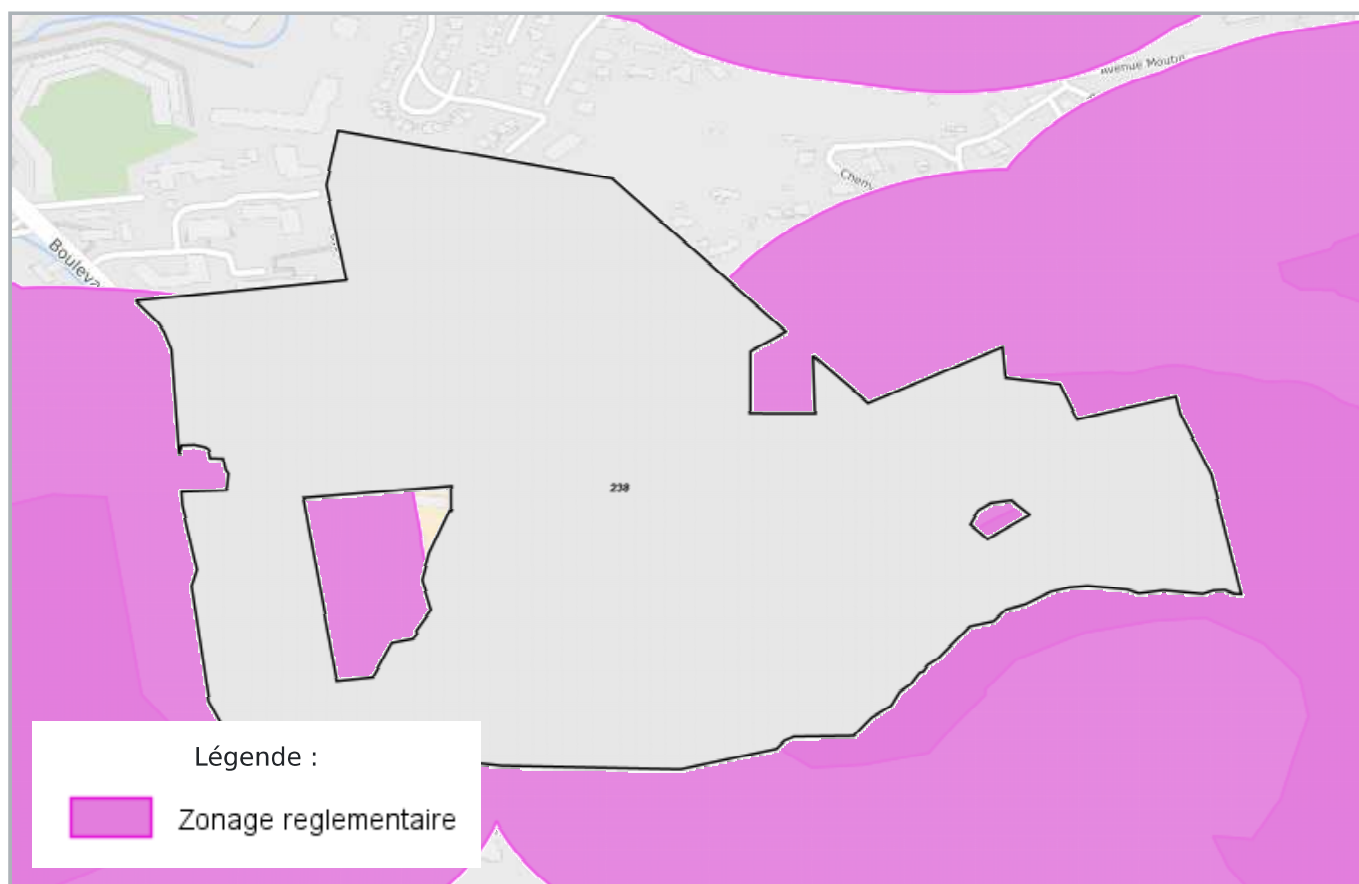 Avenue Moutin
Chem
Bouleva
238
Légende :
Zonage reglementaire